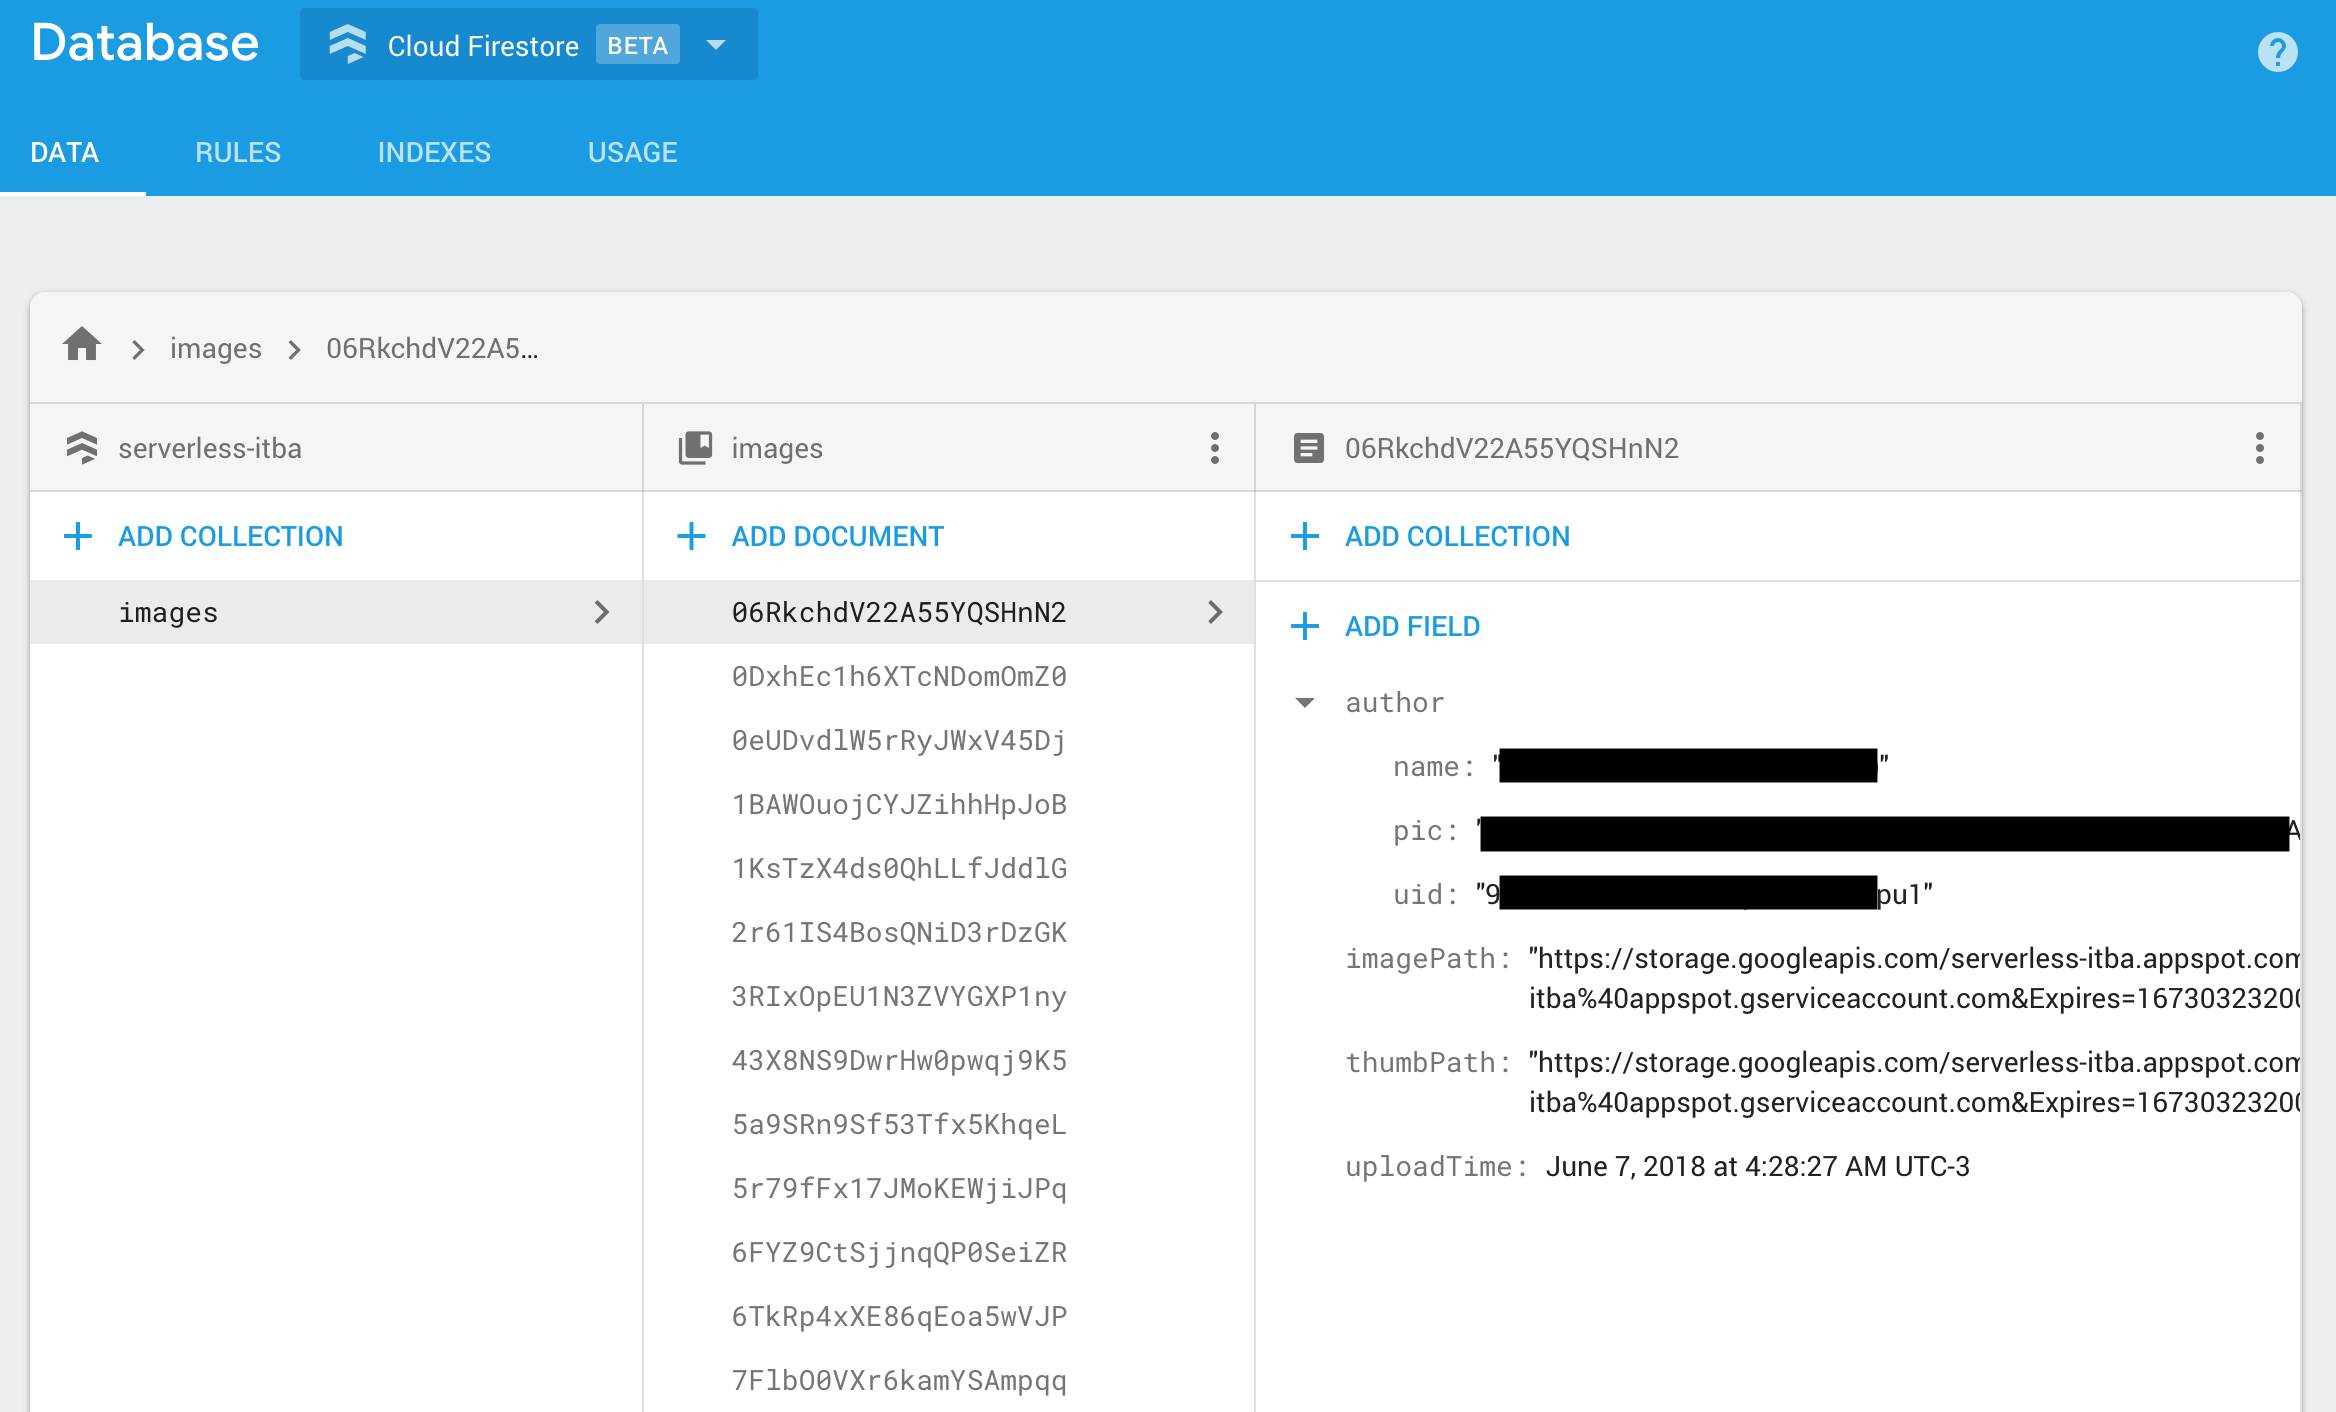 Database
Cloud Firestore BETA
?
DATA RULES INDEXES USAGE
images 06RkchdV22A5...
serverless-itba
ADD COLLECTION
images
images
ADD DOCUMENT
06RkchdV22A55YQSHnN2
0DxhEc1h6XTcNDomOmZ0
0eUDvdlW5rRyJWxV45Dj
1BAWOuojCYJZihhHpJoB
1KsTzX4ds0QhLLfJddlG
2r61IS4BosQNiD3rDzGK
3RIxOpEU1N3ZVYGXP1ny
43X8NS9DwrHw0pwqj9K5
5a9SRn9Sf53Tfx5KhqeL
5r79fFx17JMoKEWjiJPq
6FYZ9CtSjjnqQP0SeiZR
6TkRp4xXE86qEoa5wVJP
7FlbO0VXr6kamYSAmpqq
06RkchdV22A55YQSHnN2
ADD COLLECTION
ADD FIELD
author
name: " "
pic: " A
uid: "9 pu1"
imagePath: "https://storage.googleapis.com/serverless-itba.appspot.com
itba%40appspot.gserviceaccount.com&Expires=1673032320
thumbPath: "https://storage.googleapis.com/serverless-itba.appspot.com
itba%40appspot.gserviceaccount.com&Expires=1673032320
uploadTime: June 7, 2018 at 4:28:27 AM UTC-3